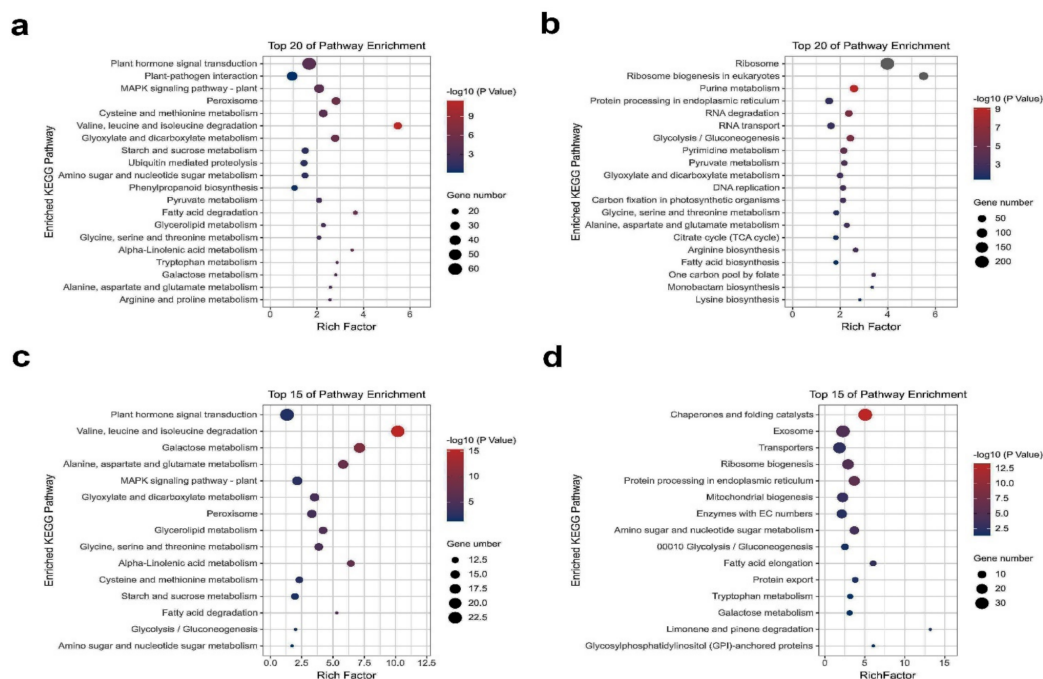 a
Top 20 of Pathway Enrichment
Enriched KEGG Pathway
Plant hormone signal transduction
Plant-pathogen interaction
MAPK signaling pathway - plant
Peroxisome
Cysteine and methionine metabolism
Valine, leucine and isoleucine degradation
Glyoxylate and dicarboxylate metabolism
Starch and sucrose metabolism
Ubiquitin mediated proteolysis
Amino sugar and nucleotide sugar metabolism
Phenylpropanoid biosynthesis
Pyruvate metabolism
Fatty acid degradation
Glycerolipid metabolism
Glycine, serine and threonine metabolism
Alpha-Linolenic acid metabolism
Tryptophan metabolism
Galactose metabolism
Alanine, aspartate and glutamate metabolism
Arginine and proline metabolism
0 2 4 6
Rich Factor
-log10 (P Value)
9
6
3
Gene number
20
30
40
50
60
b
Top 20 of Pathway Enrichment
Enriched KEGG Pathhway
Ribosome
Ribosome biogenesis in eukaryotes
Purine metabolism
Protein processing in endoplasmic reticulum
RNA degradation
RNA transport
Glycolysis / Gluconeogenesis
Pyrimidine metabolism
Pyruvate metabolism
Glyoxylate and dicarboxylate metabolism
DNA replication
Carbon fixation in photosynthetic organisms
Glycine, serine and threonine metabolism
Alanine, aspartate and glutamate metabolism
Citrate cycle (TCA cycle)
Arginine biosynthesis
Fatty acid biosynthesis
One carbon pool by folate
Monobactam biosynthesis
Lysine biosynthesis
0 2 4 6
Rich Factor
-log10 (P Value)
9
7
5
3
Gene number
50
100
150
200
c
Top 15 of Pathway Enrichment
Enriched KEGG Pathway
Plant hormone signal transduction
Valine, leucine and isoleucine degradation
Galactose metabolism
Alanine, aspartate and glutamate metabolism
MAPK signaling pathway - plant
Glyoxylate and dicarboxylate metabolism
Peroxisome
Glycerolipid metabolism
Glycine, serine and threonine metabolism
Alpha-Linolenic acid metabolism
Cysteine and methionine metabolism
Starch and sucrose metabolism
Fatty acid degradation
Glycolysis / Gluconeogenesis
Amino sugar and nucleotide sugar metabolism
0.0 2.5 5.0 7.5 10.0 12.5
Rich Factor
-log10 (P Value)
15
10
5
Gene umber
12.5
15.0
17.5
20.0
22.5
d
Top 15 of Pathway Enrichment
Enriched KEGG Pathway
Chaperones and folding catalysts
Exosome
Transporters
Ribosome biogenesis
Protein processing in endoplasmic reticulum
Mitochondrial biogenesis
Enzymes with EC numbers
Amino sugar and nucleotide sugar metabolism
00010 Glycolysis / Gluconeogenesis
Fatty acid elongation
Protein export
Tryptophan metabolism
Galactose metabolism
Limonene and pinene degradation
Glycosylphosphatidylinositol (GPI)-anchored proteins
0 5 10 15
RichFactor
-log10 (P Value)
12.5
10.0
7.5
5.0
2.5
Gene number
10
20
30